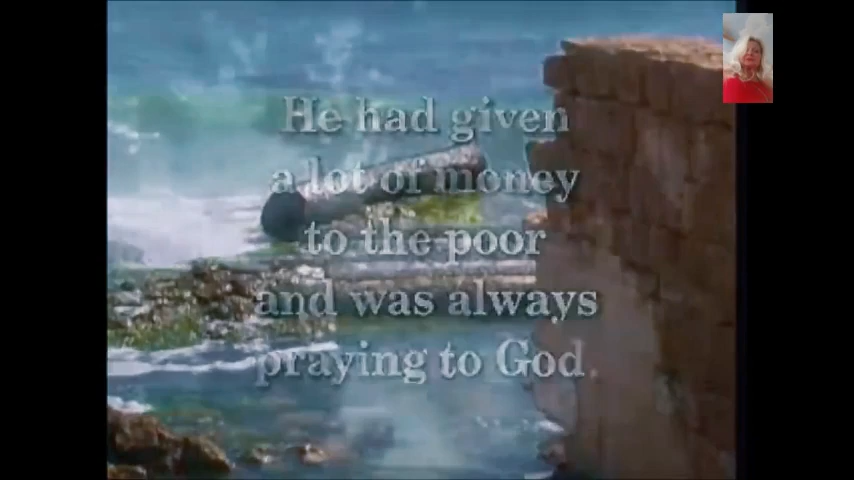 He had given
a lot of money
to the poor
and was always
praying to God.